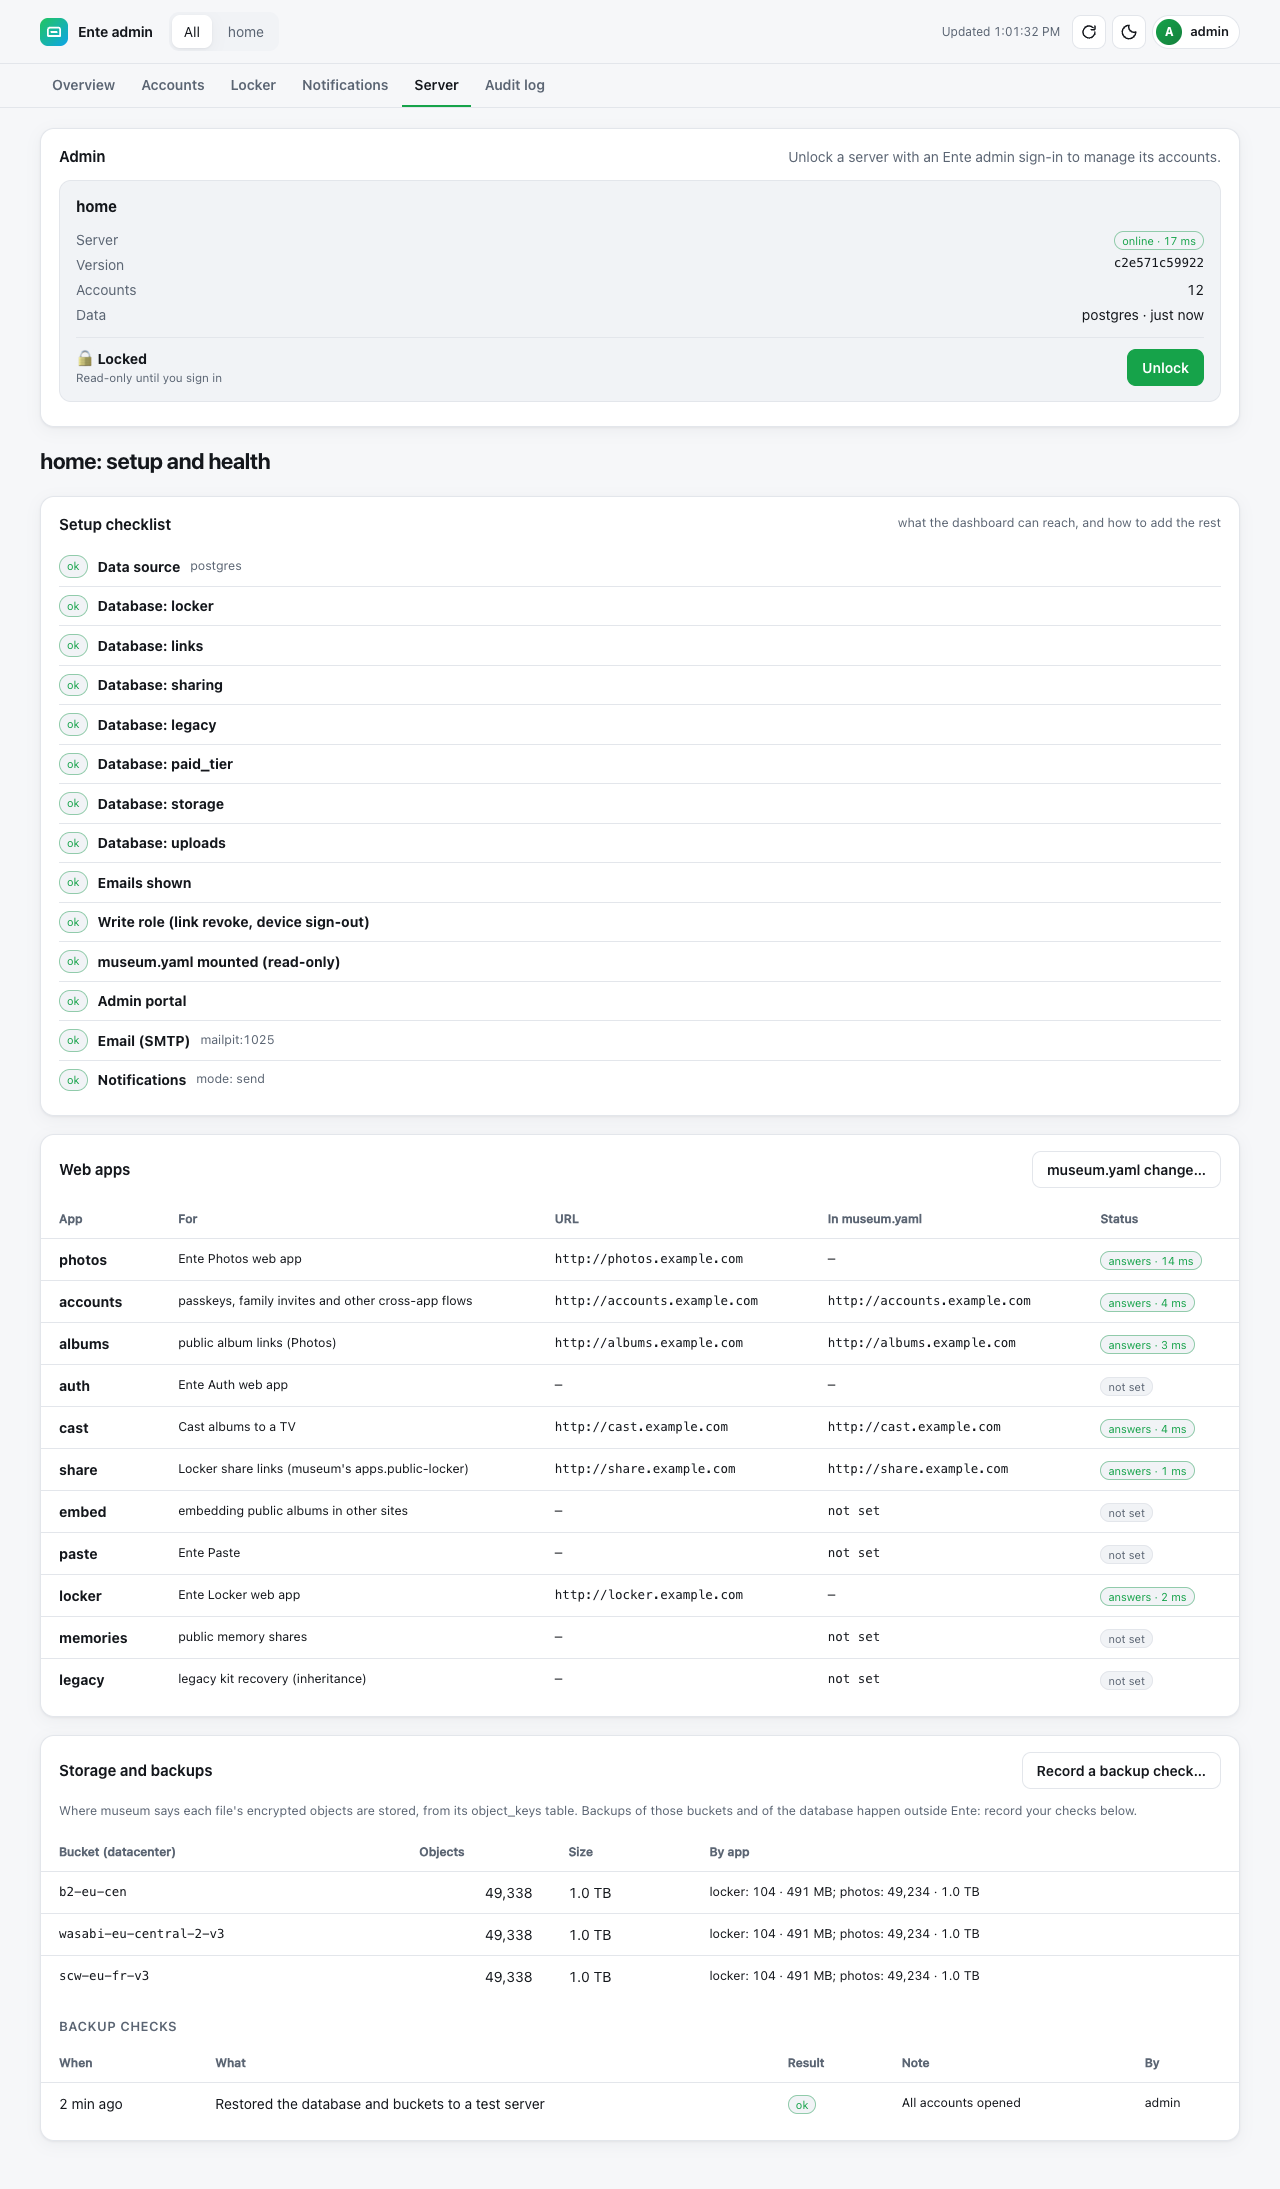 Ente admin
All
home
Updated 1:01:32 PM
A
admin
Overview
Accounts
Locker
Notifications
Server
Audit log
Admin
Unlock a server with an Ente admin sign-in to manage its accounts.
home
Server
online · 17 ms
Version
c2e571c59922
Accounts
12
Data
postgres · just now
Locked
Read-only until you sign in
Unlock
home: setup and health
Setup checklist
what the dashboard can reach, and how to add the rest
ok Data source postgres
ok Database: locker
ok Database: links
ok Database: sharing
ok Database: legacy
ok Database: paid_tier
ok Database: storage
ok Database: uploads
ok Emails shown
ok Write role (link revoke, device sign-out)
ok museum.yaml mounted (read-only)
ok Admin portal
ok Email (SMTP) mailpit:1025
ok Notifications mode: send
Web apps
museum.yaml change...
App For URL In museum.yaml Status
photos Ente Photos web app http://photos.example.com – answers · 14 ms
accounts passkeys, family invites and other cross-app flows http://accounts.example.com http://accounts.example.com answers · 4 ms
albums public album links (Photos) http://albums.example.com http://albums.example.com answers · 3 ms
auth Ente Auth web app – – not set
cast Cast albums to a TV http://cast.example.com http://cast.example.com answers · 4 ms
share Locker share links (museum's apps.public-locker) http://share.example.com http://share.example.com answers · 1 ms
embed embedding public albums in other sites – not set not set
paste Ente Paste – not set not set
locker Ente Locker web app http://locker.example.com – answers · 2 ms
memories public memory shares – not set not set
legacy legacy kit recovery (inheritance) – not set not set
Storage and backups
Record a backup check...
Where museum says each file's encrypted objects are stored, from its object_keys table. Backups of those buckets and of the database happen outside Ente: record your checks below.
Bucket (datacenter) Objects Size By app
b2-eu-cen 49,338 1.0 TB locker: 104 · 491 MB; photos: 49,234 · 1.0 TB
wasabi-eu-central-2-v3 49,338 1.0 TB locker: 104 · 491 MB; photos: 49,234 · 1.0 TB
scw-eu-fr-v3 49,338 1.0 TB locker: 104 · 491 MB; photos: 49,234 · 1.0 TB
BACKUP CHECKS
When What Result Note By
2 min ago Restored the database and buckets to a test server ok All accounts opened admin